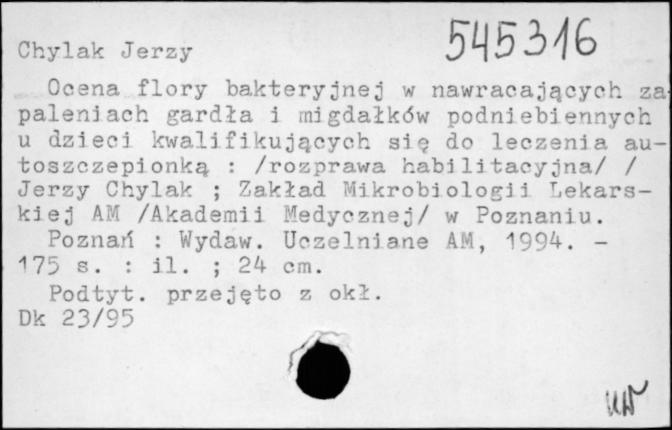 545316
Chylak Jerzy
Ocena flory bakteryjnej w nawracających za-
paleniach gardła i migdałków podniebiennych
u dzieci kwalifikujących się do leczenia au-
toszczepionką : /rozprawa habilitacyjna/ /
Jerzy Chylak ; Zakład Mikrobiologii Lekars-
kiej AM /Akademii Medycznej/ w Poznaniu.
Poznań : Wydaw. Uczelniane AM, 1994. -
175 s. : il. ; 24 cm.
Podtyt. przejęto z okł.
Dk 23/95